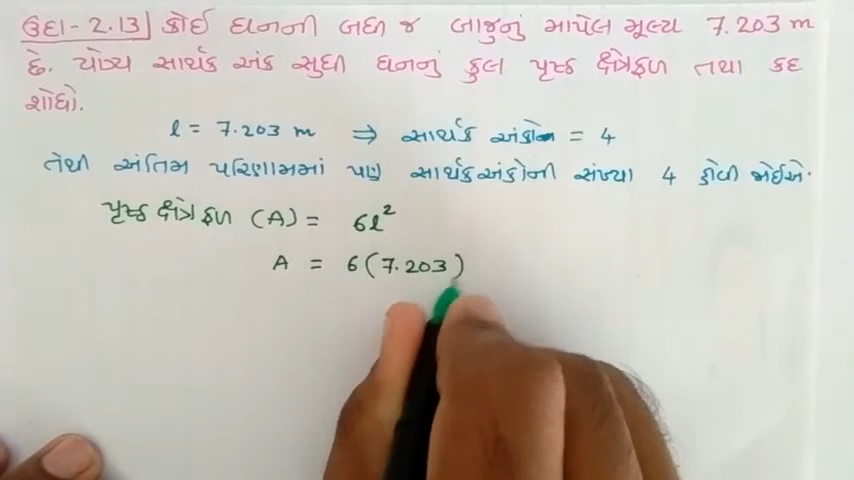 ઉદા-2.13| કોઈ ઘનની બધી જ બાજુનું માપેલ મૂલ્ય 7.203 m
છે. યોગ્ય સાર્થક અંક સુધી ઘનનું કુલ પૃષ્ઠ ક્ષેત્રફળ તથા કદ
શોધો.
l = 7.203 m ⇒ સાર્થક અંકો = 4
તેથી અંતિમ પરિણામમાં પણ સાર્થક અંકોની સંખ્યા 4 હોવી જોઈએ.
પૃષ્ઠ ક્ષેત્રફળ (A) = 6l²
A = 6(7.203)